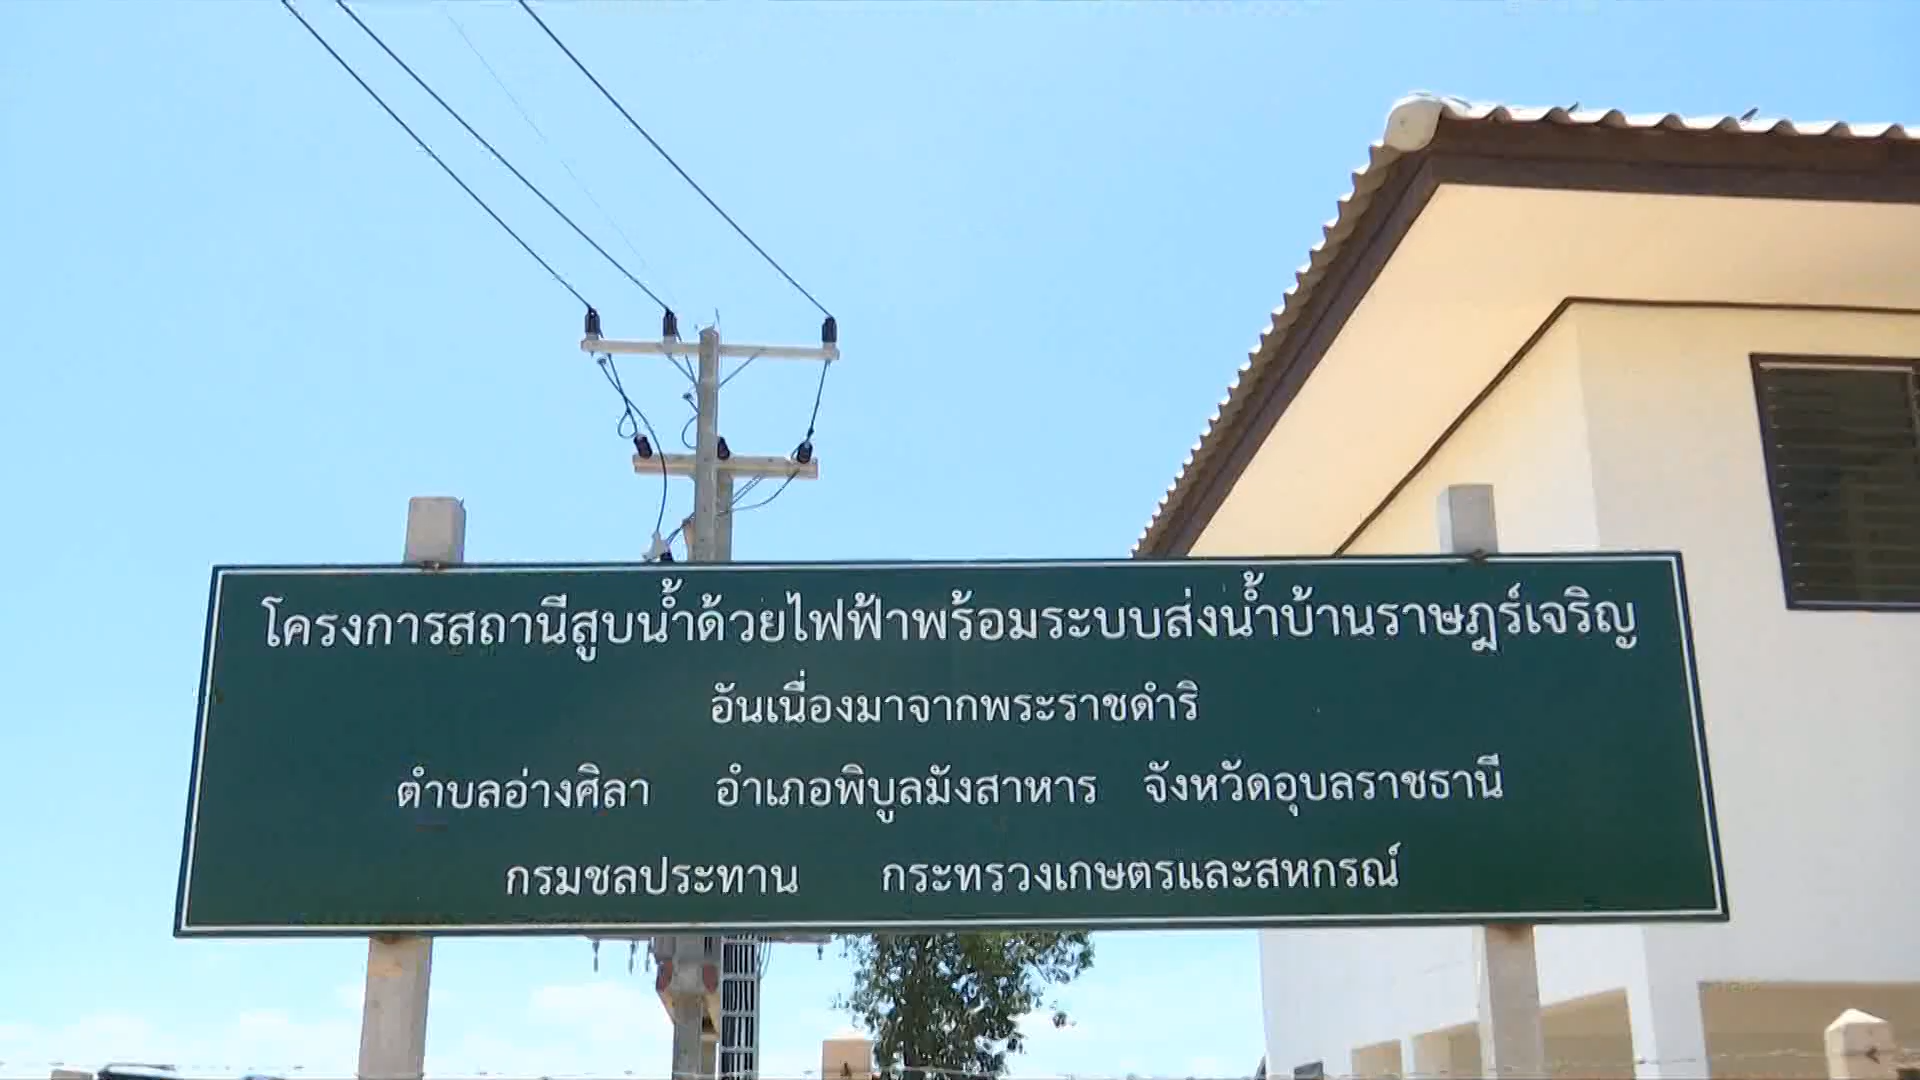 โครงการสถานีสูบน้ำด้วยไฟฟ้าพร้อมระบบส่งน้ำบ้านราษฎร์เจริญ
อันเนื่องมาจากพระราชดำริ
ตำบลอ่างศิลา อำเภอพิบูลมังสาหาร จังหวัดอุบลราชธานี
กรมชลประทาน กระทรวงเกษตรและสหกรณ์